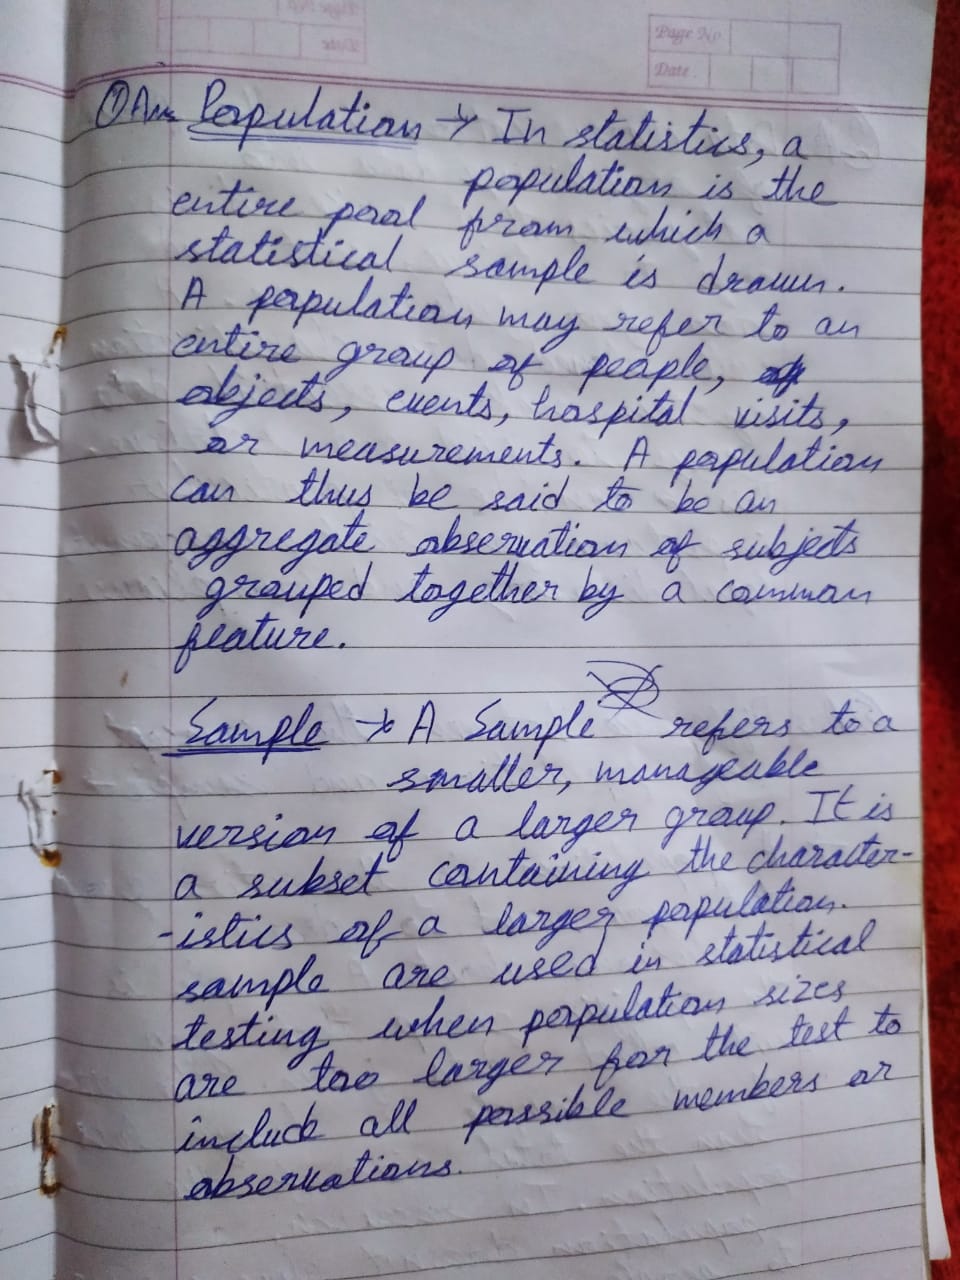 Page No
Date
① Ans Population → In statistics, a
population is the
entire pool from which a
statistical sample is drawn.
A population may refer to an
entire group of people,
objects, events, hospital visits,
or measurements. A population
can thus be said to be an
aggregate observation of subjects
grouped together by a common
feature.
Sample → A Sample refers to a
smaller, manageable
version of a larger group. It is
a subset containing the character-
-istics of a larger population.
sample are used in statistical
testing when population sizes
are too larger for the test to
include all possible members or
observations.